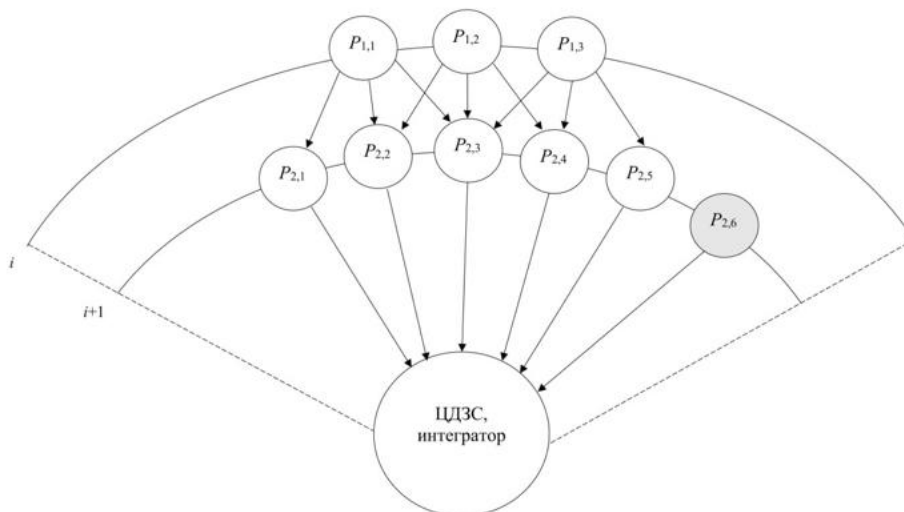 P1,1
P1,2
P1,3
P2,1
P2,2
P2,3
P2,4
P2,5
P2,6
i
i+1
ЦДЗС,
интегратор